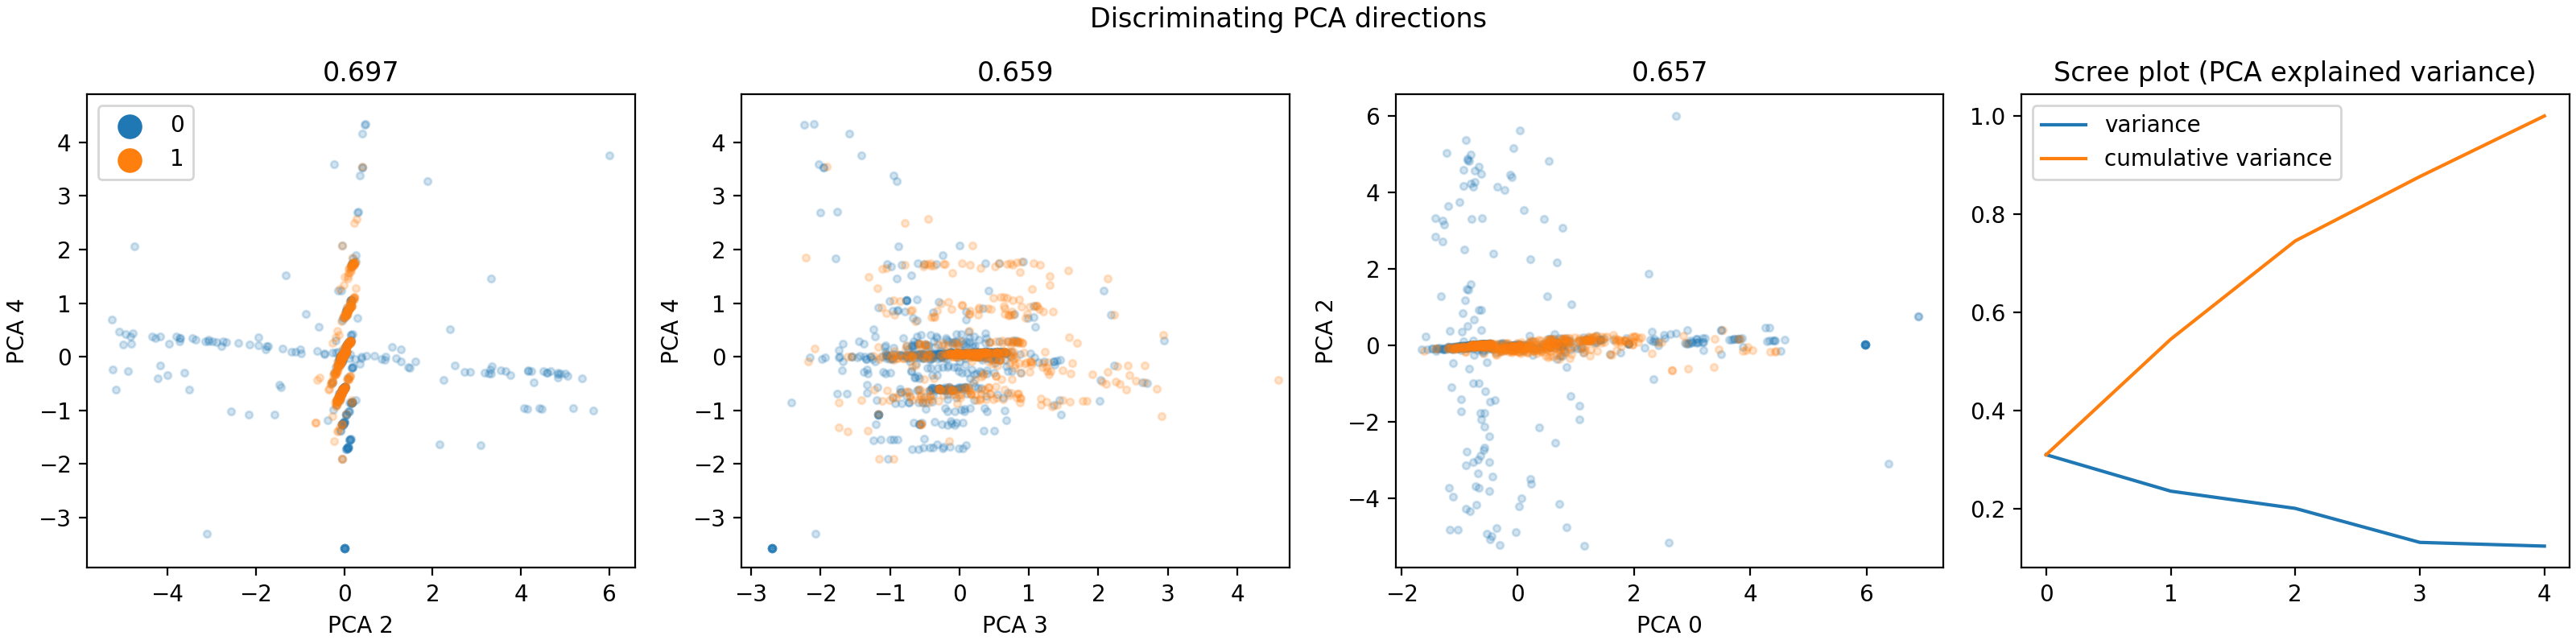 Discriminating PCA directions
0.697
0
1
4
3
2
1
0
−1
−2
−3
−4 −2 0 2 4 6
PCA 4
PCA 2
0.659
4
3
2
1
0
−1
−2
−3
−3 −2 −1 0 1 2 3 4
PCA 4
PCA 3
0.657
6
4
2
0
−2
−4
−2 0 2 4 6
PCA 2
PCA 0
Scree plot (PCA explained variance)
variance
cumulative variance
1.0
0.8
0.6
0.4
0.2
0 1 2 3 4